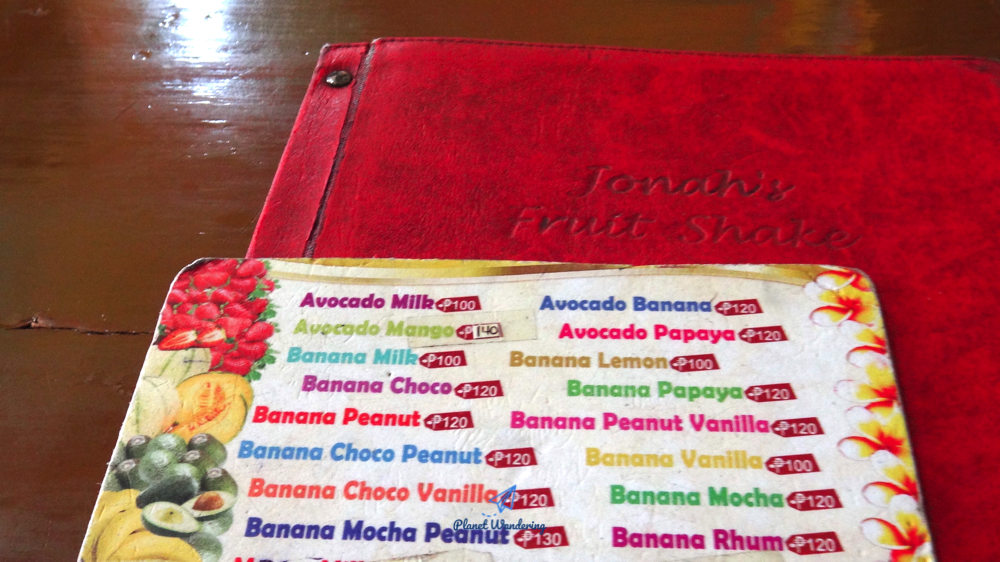 Jonah's
Fruit Shake
Avocado Milk ₱100
Avocado Banana ₱120
Avocado Mango ₱140
Avocado Papaya ₱120
Banana Milk ₱100
Banana Lemon ₱100
Banana Choco ₱120
Banana Papaya ₱120
Banana Peanut ₱120
Banana Peanut Vanilla ₱120
Banana Choco Peanut ₱120
Banana Vanilla ₱100
Banana Choco Vanilla ₱120
Banana Mocha ₱120
Banana Mocha Peanut ₱130
Banana Rhum ₱120
Planet Wandering